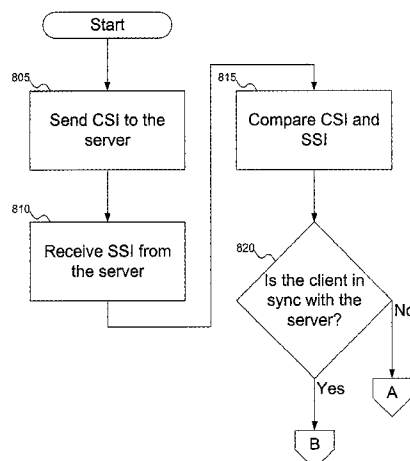 Start
805
Send CSI to the
server
810
Receive SSI from
the server
815
Compare CSI and
SSI
820
Is the client in
sync with the
server?
No
Yes
A
B